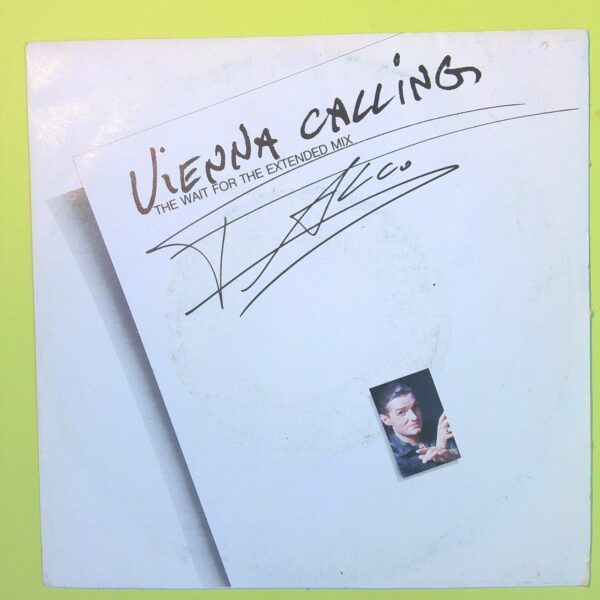 ViENNA CALLiNG
THE WAIT FOR THE EXTENDED MIX
FALCO